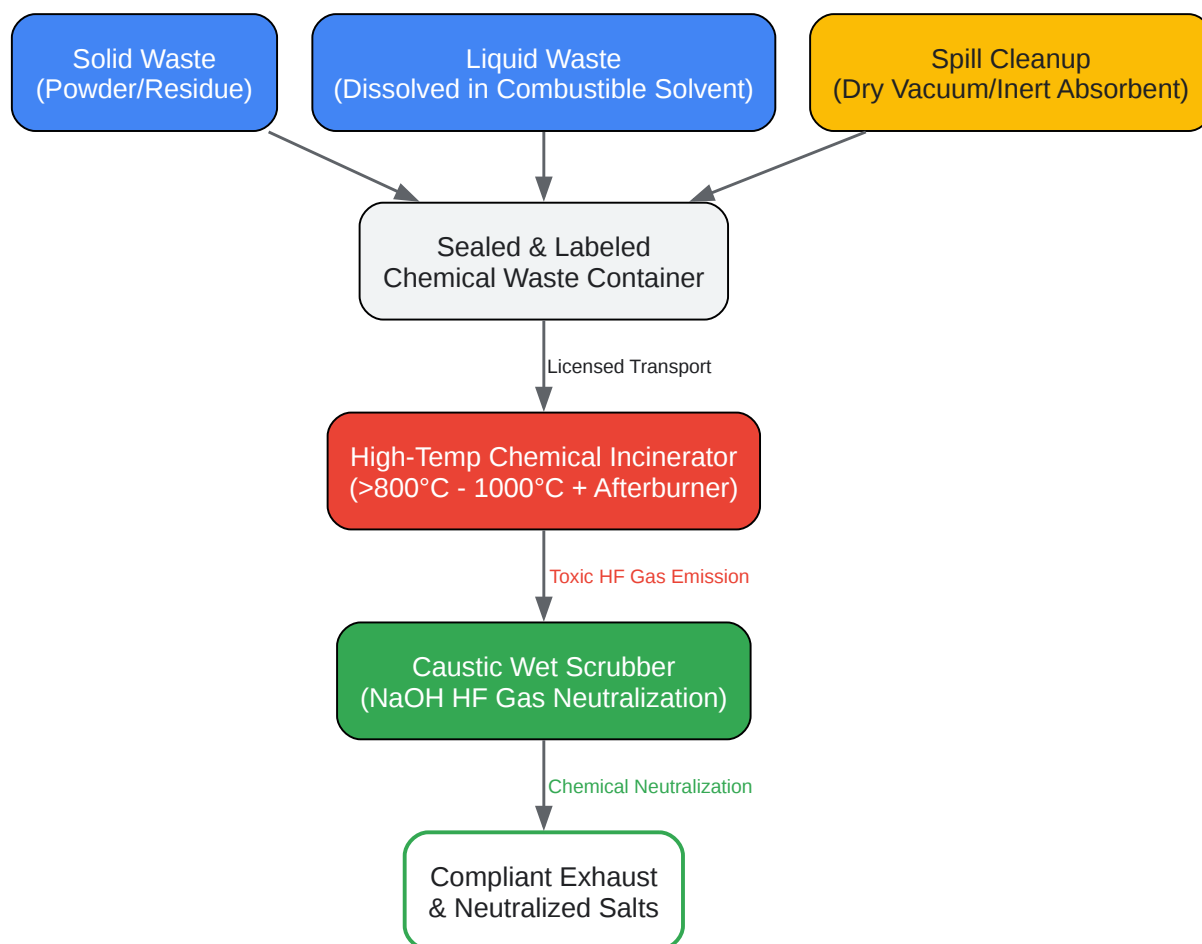 Solid Waste
(Powder/Residue)
Liquid Waste
(Dissolved in Combustible Solvent)
Spill Cleanup
(Dry Vacuum/Inert Absorbent)
Sealed & Labeled
Chemical Waste Container
Licensed Transport
High-Temp Chemical Incinerator
(>800°C - 1000°C + Afterburner)
Toxic HF Gas Emission
Caustic Wet Scrubber
(NaOH HF Gas Neutralization)
Chemical Neutralization
Compliant Exhaust
& Neutralized Salts